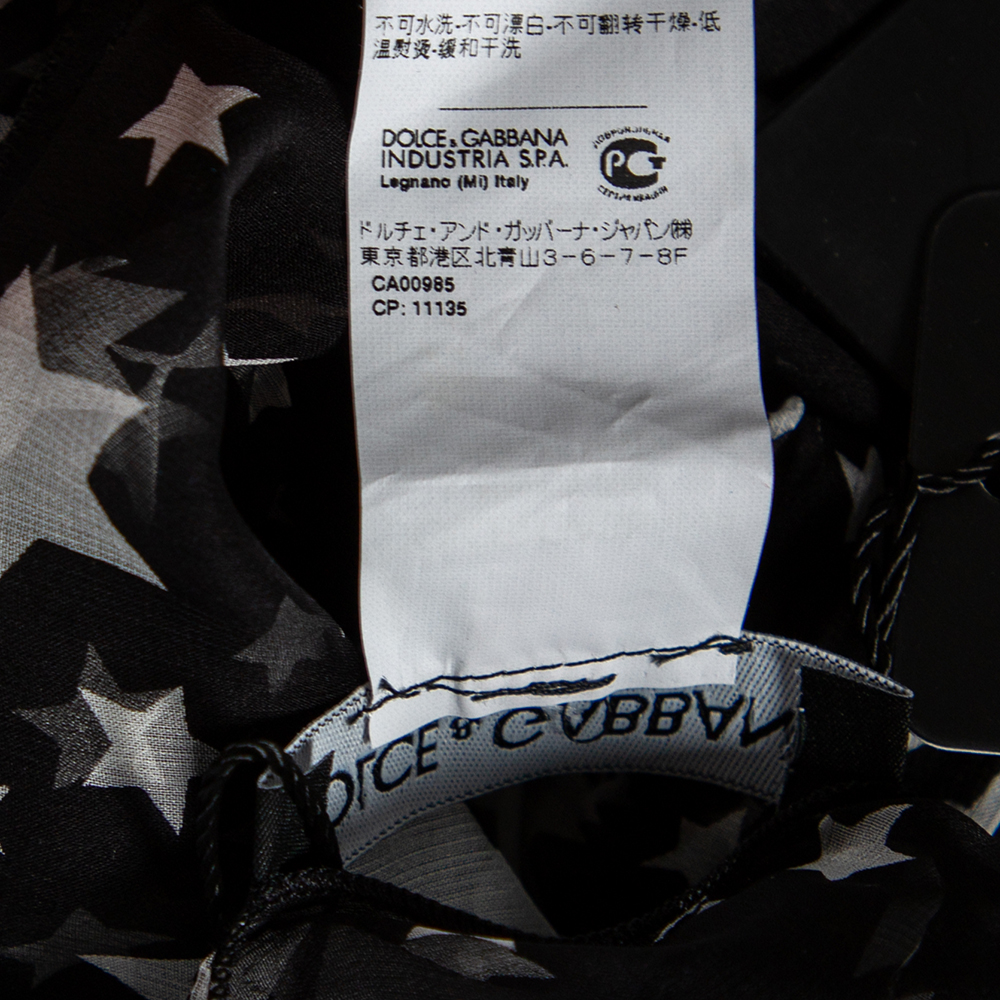 不可水洗-不可漂白-不可翻转干燥-低
温熨烫-缓和干洗
DOLCE & GABBANA
INDUSTRIA S.P.A.
Legnano (Mi) Italy
PCT
ドルチェ・アンド・ガッバーナ・ジャパン㈱
東京都港区北青山3-6-7-8F
CA00985
CP: 11135
DOLCE & GABBAN